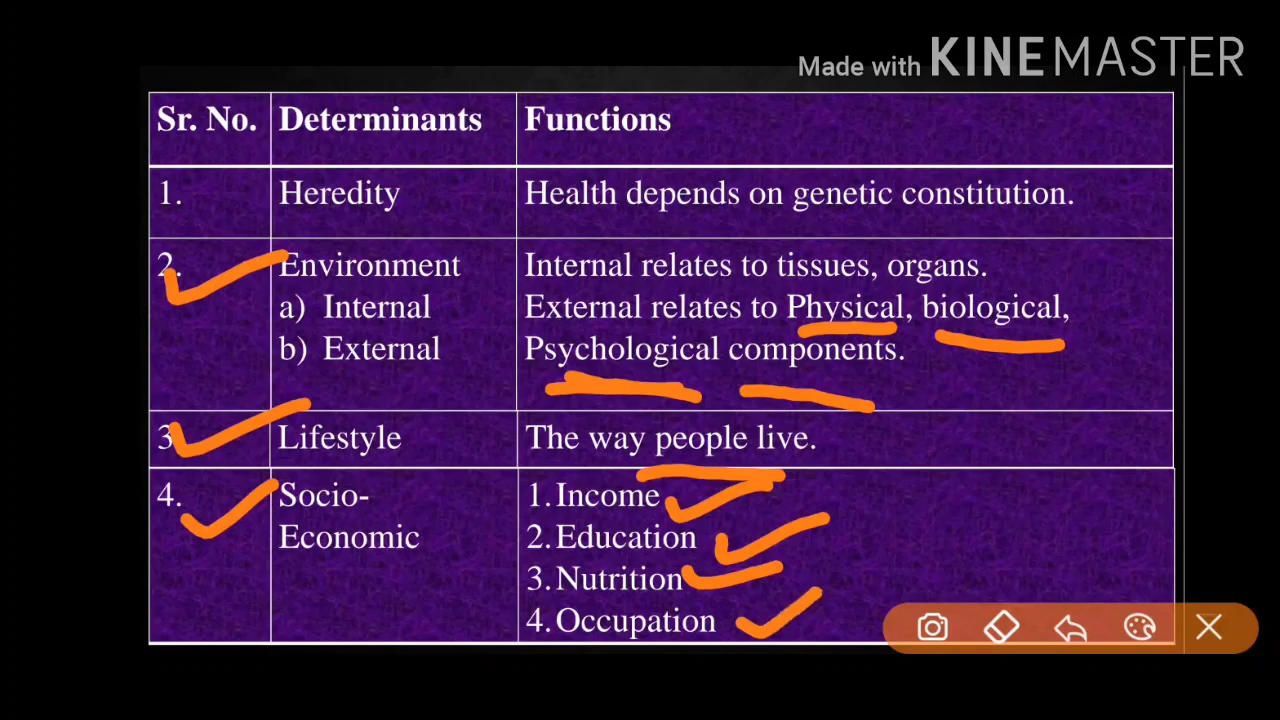 Made with KINEMASTER
Sr. No. Determinants Functions
1. Heredity Health depends on genetic constitution.
2. Environment Internal relates to tissues, organs.
a) Internal External relates to Physical, biological,
b) External Psychological components.
3 Lifestyle The way people live.
4. Socio- 1. Income
Economic 2. Education
3. Nutrition
4. Occupation